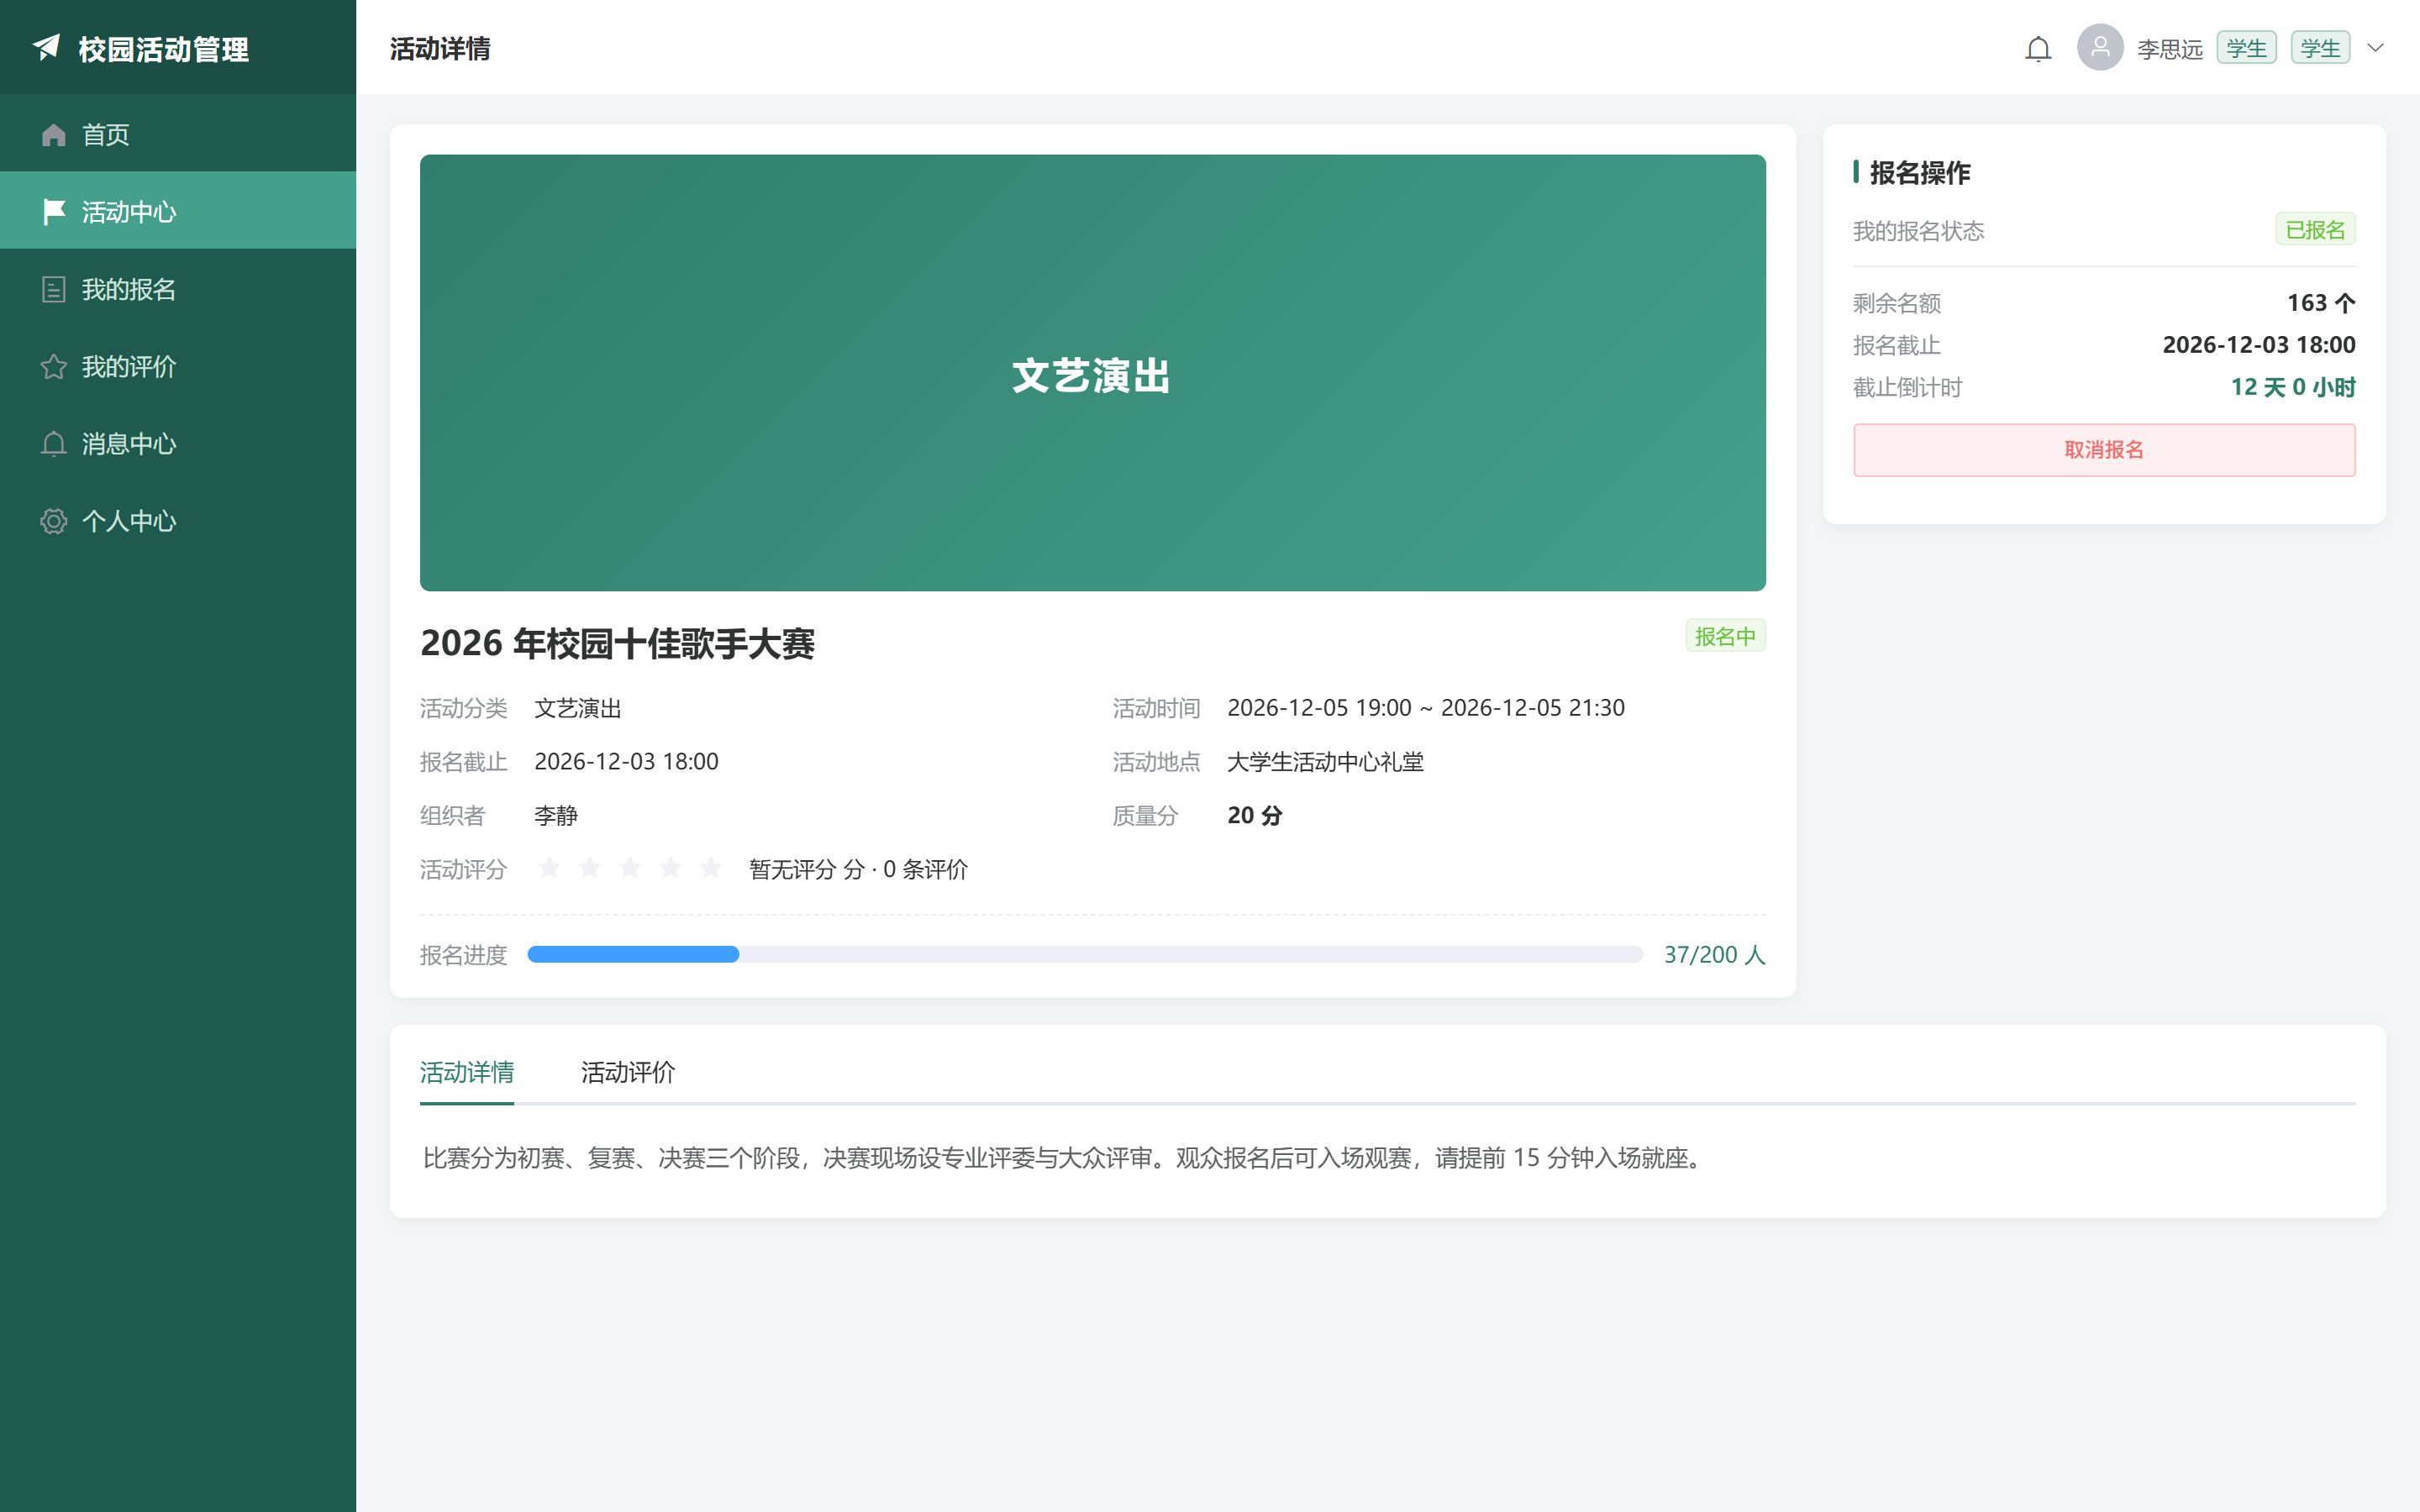 校园活动管理
首页
活动中心
我的报名
我的评价
消息中心
个人中心
活动详情
李思远 学生 学生
文艺演出
2026 年校园十佳歌手大赛
报名中
活动分类 文艺演出
活动时间 2026-12-05 19:00 ~ 2026-12-05 21:30
报名截止 2026-12-03 18:00
活动地点 大学生活动中心礼堂
组织者 李静
质量分 20 分
活动评分 暂无评分 分 · 0 条评价
报名进度 37/200 人
报名操作
我的报名状态 已报名
剩余名额 163 个
报名截止 2026-12-03 18:00
截止倒计时 12 天 0 小时
取消报名
活动详情 活动评价
比赛分为初赛、复赛、决赛三个阶段，决赛现场设专业评委与大众评审。观众报名后可入场观赛，请提前 15 分钟入场就座。